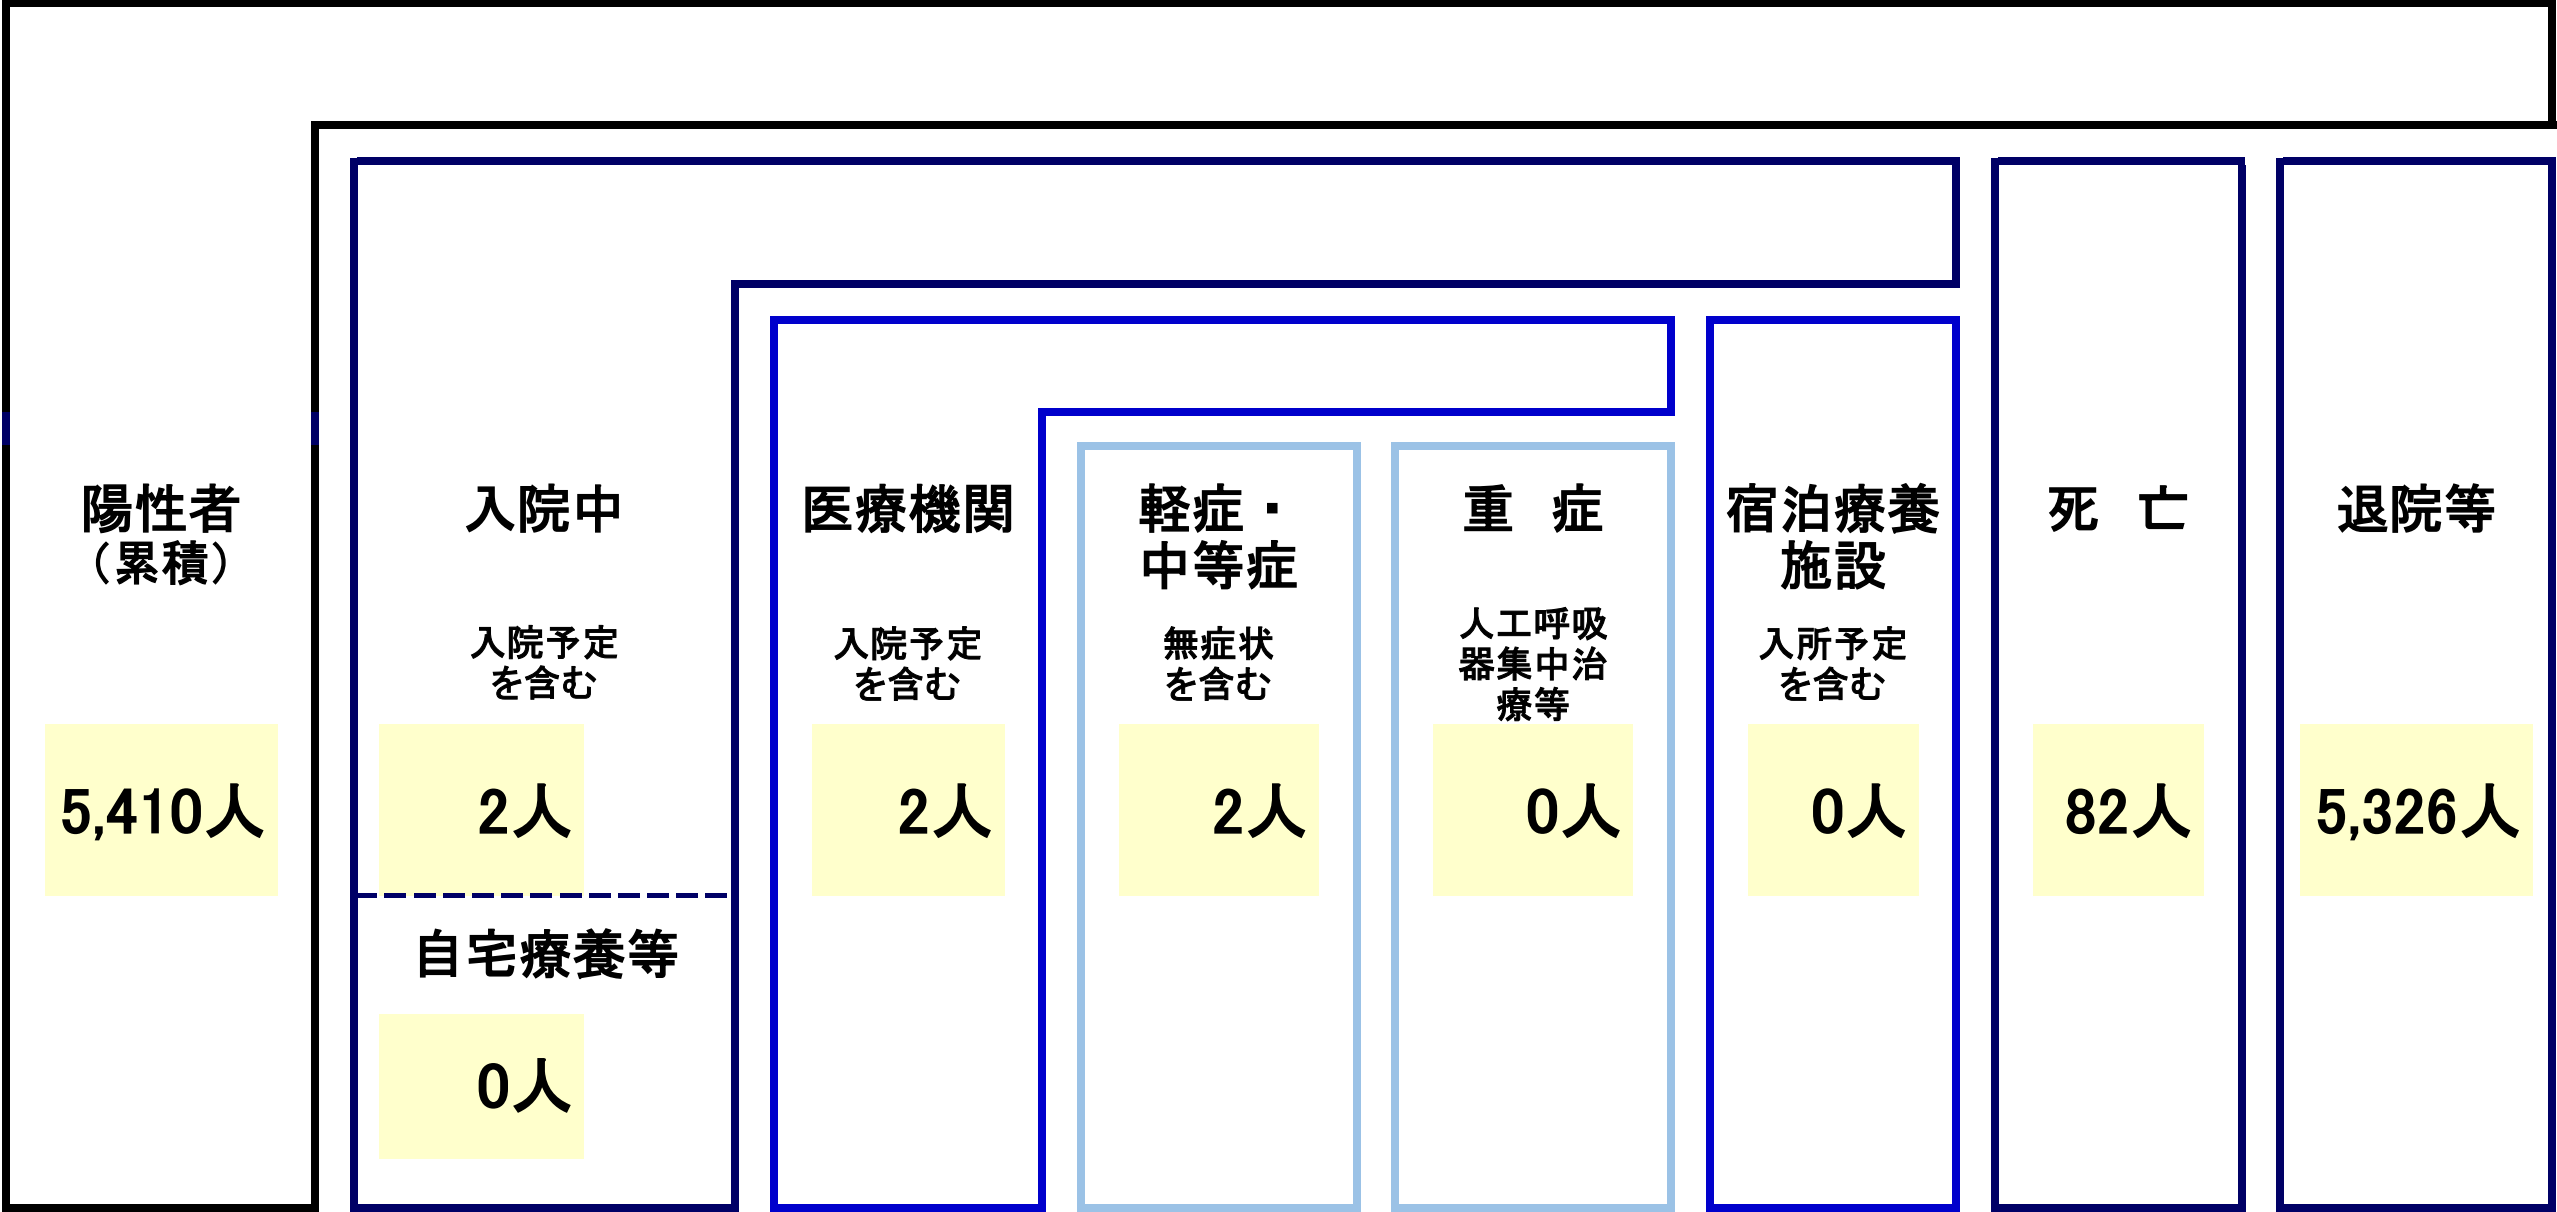 陽性者
（累積）
5,410人
入院中
入院予定
を含む
2人
自宅療養等
0人
医療機関
入院予定
を含む
2人
軽症・
中等症
無症状
を含む
2人
重　症
人工呼吸
器集中治
療等
0人
宿泊療養
施設
入所予定
を含む
0人
死　亡
82人
退院等
5,326人